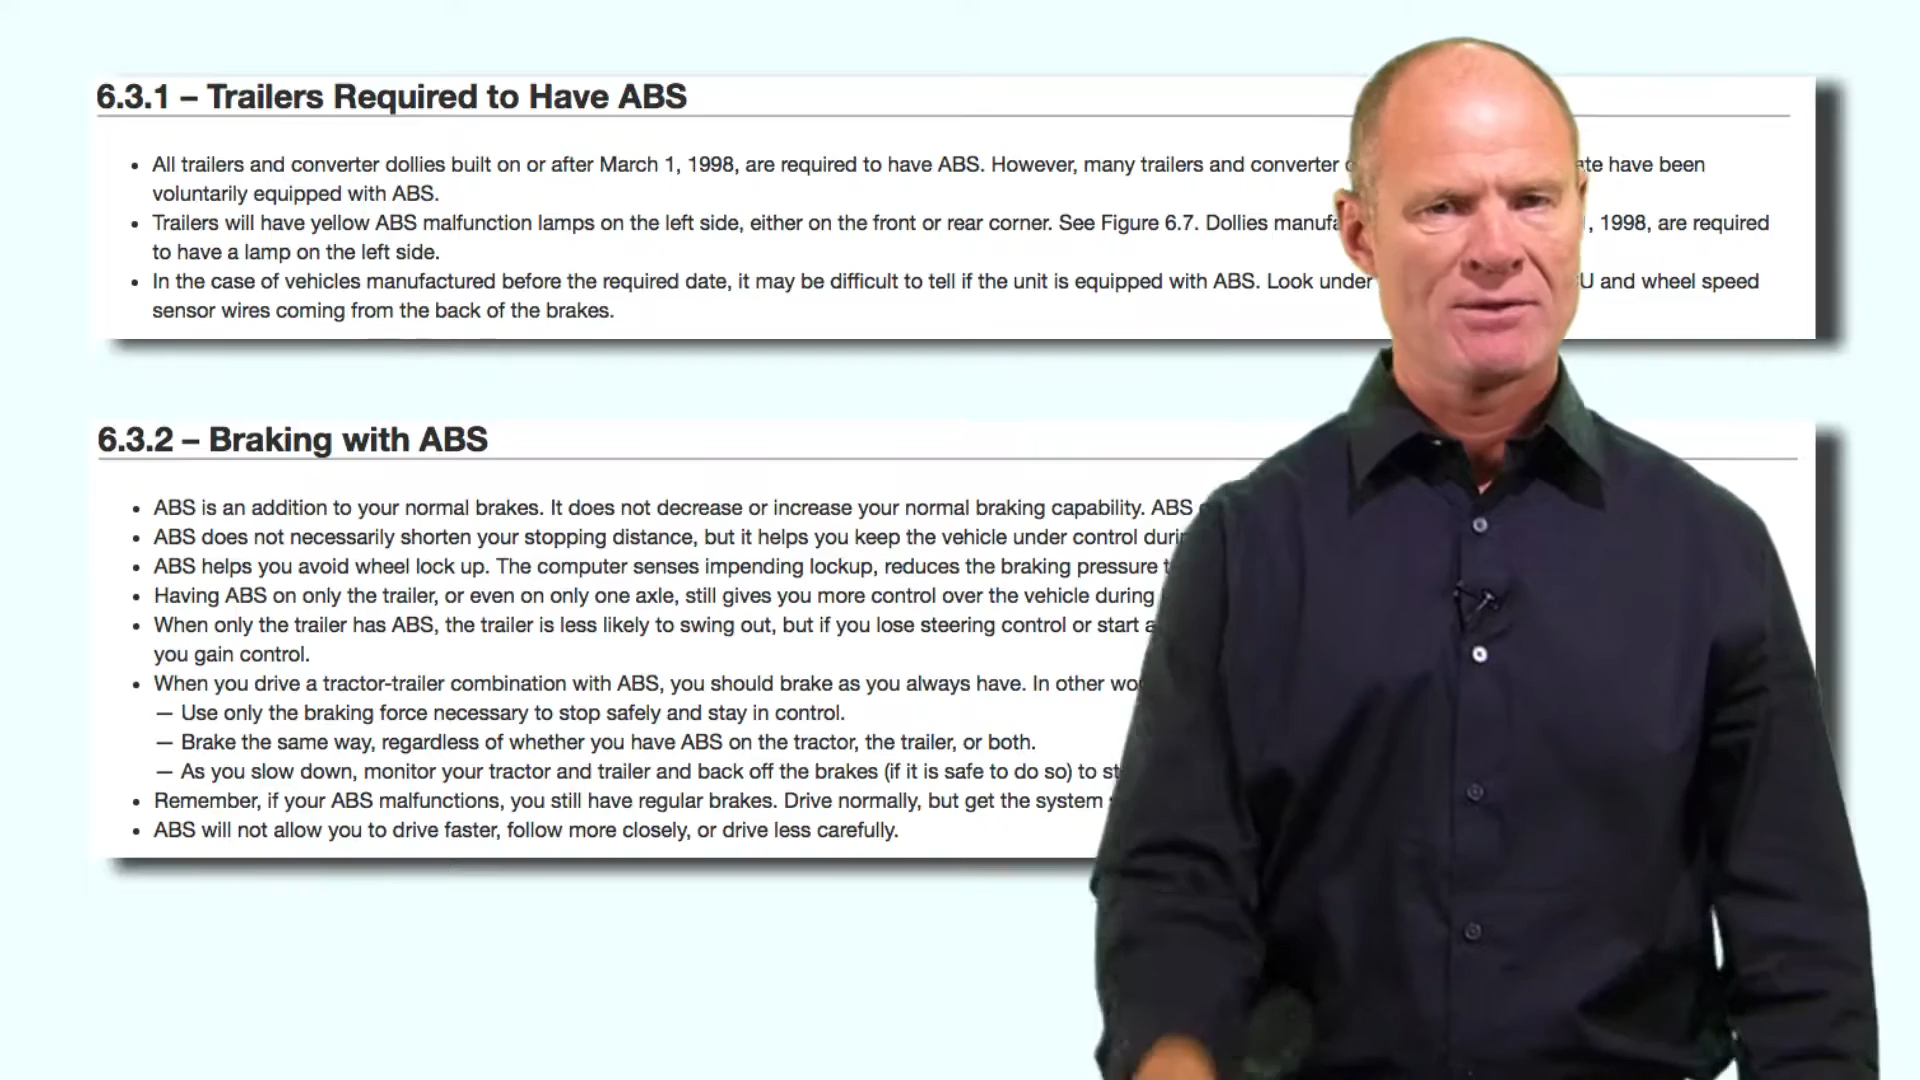 6.3.1 – Trailers Required to Have ABS
• All trailers and converter dollies built on or after March 1, 1998, are required to have ABS. However, many trailers and converter have been
voluntarily equipped with ABS.
• Trailers will have yellow ABS malfunction lamps on the left side, either on the front or rear corner. See Figure 6.7. Dollies , 1998, are required
to have a lamp on the left side.
• In the case of vehicles manufactured before the required date, it may be difficult to tell if the unit is equipped with ABS. Look under and wheel speed
sensor wires coming from the back of the brakes.
6.3.2 – Braking with ABS
• ABS is an addition to your normal brakes. It does not decrease or increase your normal braking capability. ABS
• ABS does not necessarily shorten your stopping distance, but it helps you keep the vehicle under control
• ABS helps you avoid wheel lock up. The computer senses impending lockup, reduces the braking pressure
• Having ABS on only the trailer, or even on only one axle, still gives you more control over the vehicle during
• When only the trailer has ABS, the trailer is less likely to swing out, but if you lose steering control or start
you gain control.
• When you drive a tractor-trailer combination with ABS, you should brake as you always have. In other
— Use only the braking force necessary to stop safely and stay in control.
— Brake the same way, regardless of whether you have ABS on the tractor, the trailer, or both.
— As you slow down, monitor your tractor and trailer and back off the brakes (if it is safe to do so) to
• Remember, if your ABS malfunctions, you still have regular brakes. Drive normally, but get the system
• ABS will not allow you to drive faster, follow more closely, or drive less carefully.